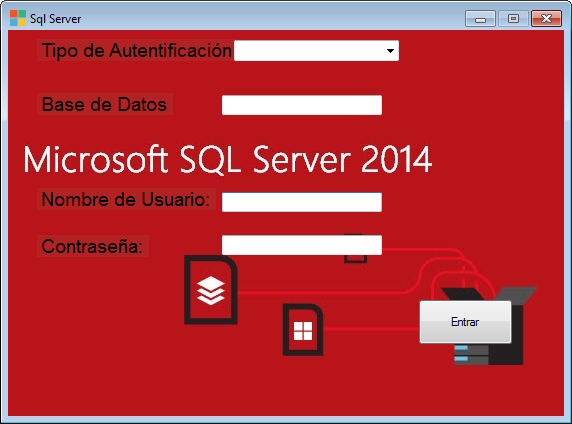 Sql Server
Tipo de Autentificación
Base de Datos
Microsoft SQL Server 2014
Nombre de Usuario:
Contraseña:
Entrar